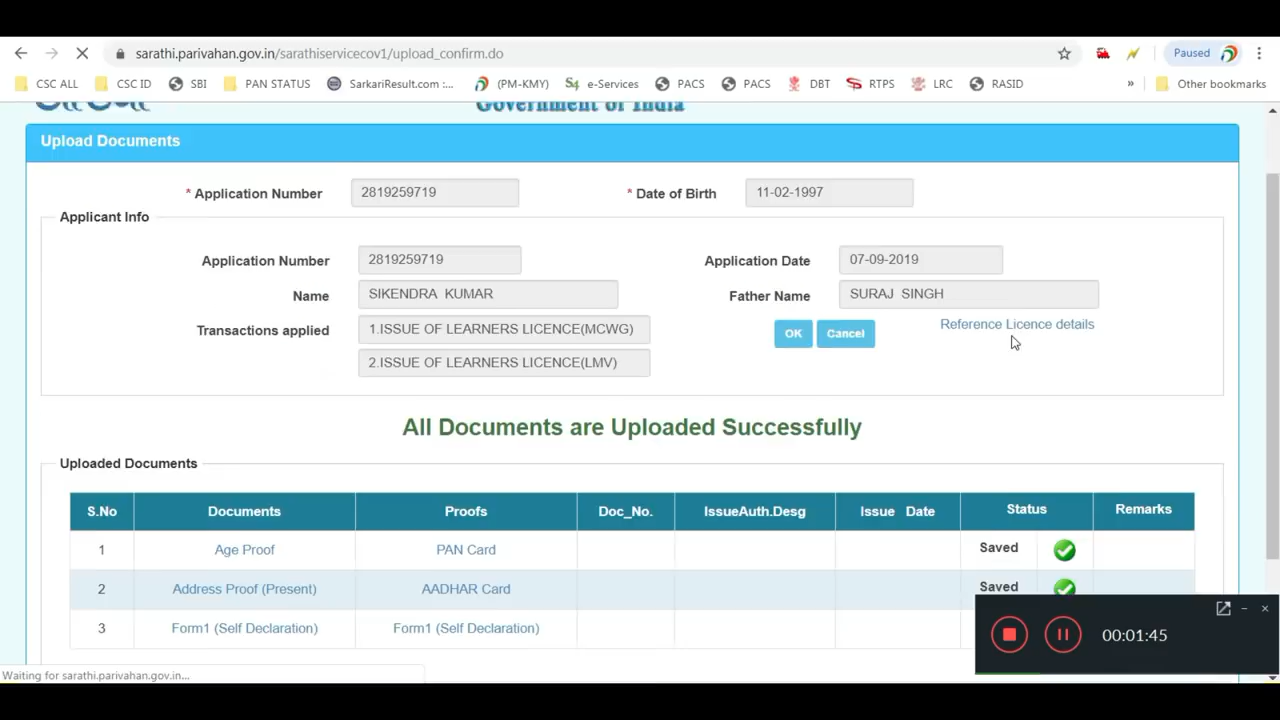 sarathi.parivahan.gov.in/sarathiservicecov1/upload_confirm.do
Paused
CSC ALL CSC ID SBI PAN STATUS SarkariResult.com :... (PM-KMY) e-Services PACS PACS DBT RTPS LRC RASID » Other bookmarks
Government of India
Upload Documents
* Application Number 2819259719 * Date of Birth 11-02-1997
Applicant Info
Application Number 2819259719 Application Date 07-09-2019
Name SIKENDRA KUMAR Father Name SURAJ SINGH
Transactions applied 1.ISSUE OF LEARNERS LICENCE(MCWG) OK Cancel Reference Licence details
2.ISSUE OF LEARNERS LICENCE(LMV)
All Documents are Uploaded Successfully
Uploaded Documents
S.No Documents Proofs Doc_No. IssueAuth.Desg Issue Date Status Remarks
1 Age Proof PAN Card Saved
2 Address Proof (Present) AADHAR Card Saved
3 Form1 (Self Declaration) Form1 (Self Declaration)
00:01:45
Waiting for sarathi.parivahan.gov.in...